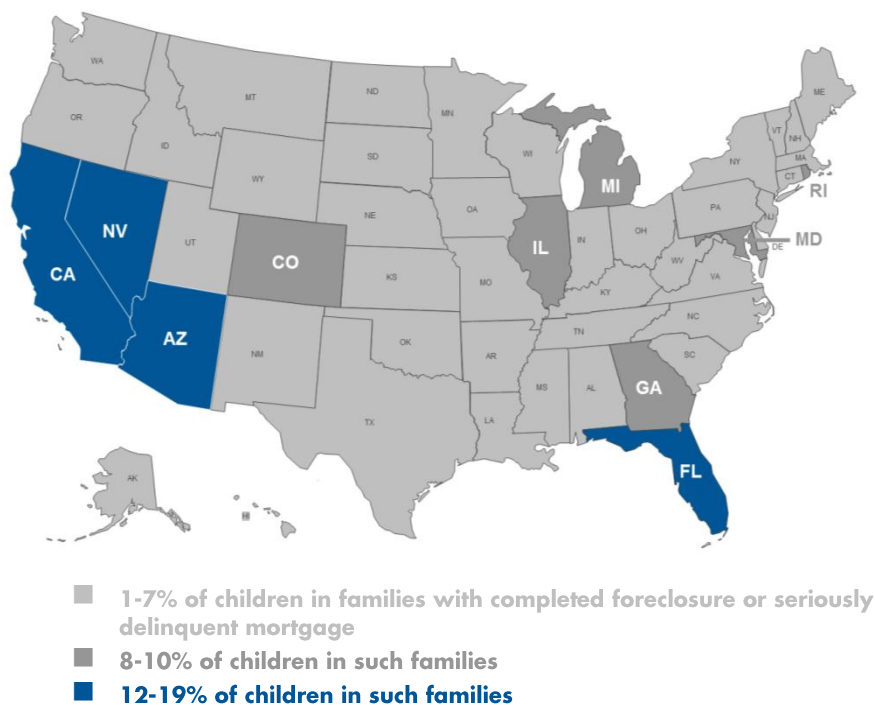 WA
MT
ND
MN
ME
OR
ID
SD
WI
VT
NH
NY
MA
CT
RI
WY
MI
PA
NJ
NV
UT
NE
OA
IL
IN
OH
MD
DE
CA
CO
KS
MO
WV
VA
KY
AZ
NM
OK
AR
TN
NC
SC
MS
AL
GA
TX
LA
FL
AK
HI
1-7% of children in families with completed foreclosure or seriously
delinquent mortgage
8-10% of children in such families
12-19% of children in such families